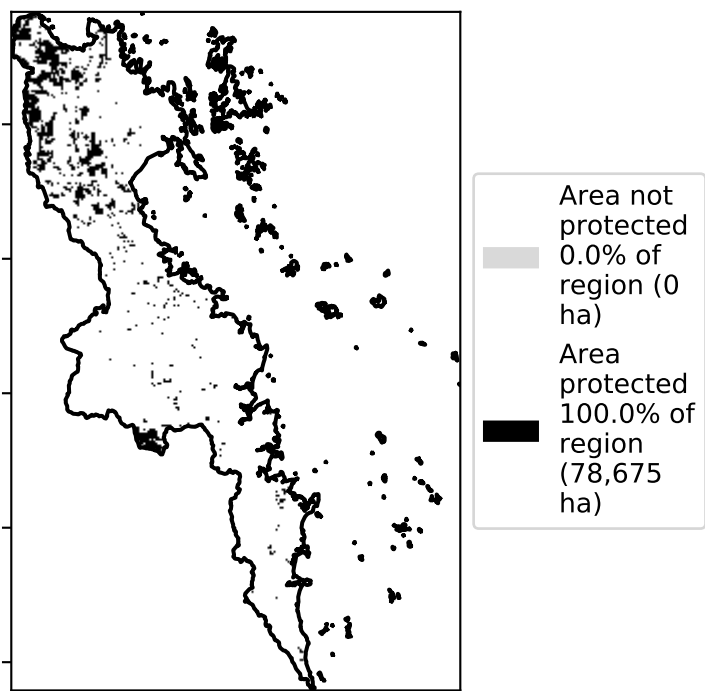 Area not
protected
0.0% of
region (0
ha)
Area
protected
100.0% of
region
(78,675
ha)